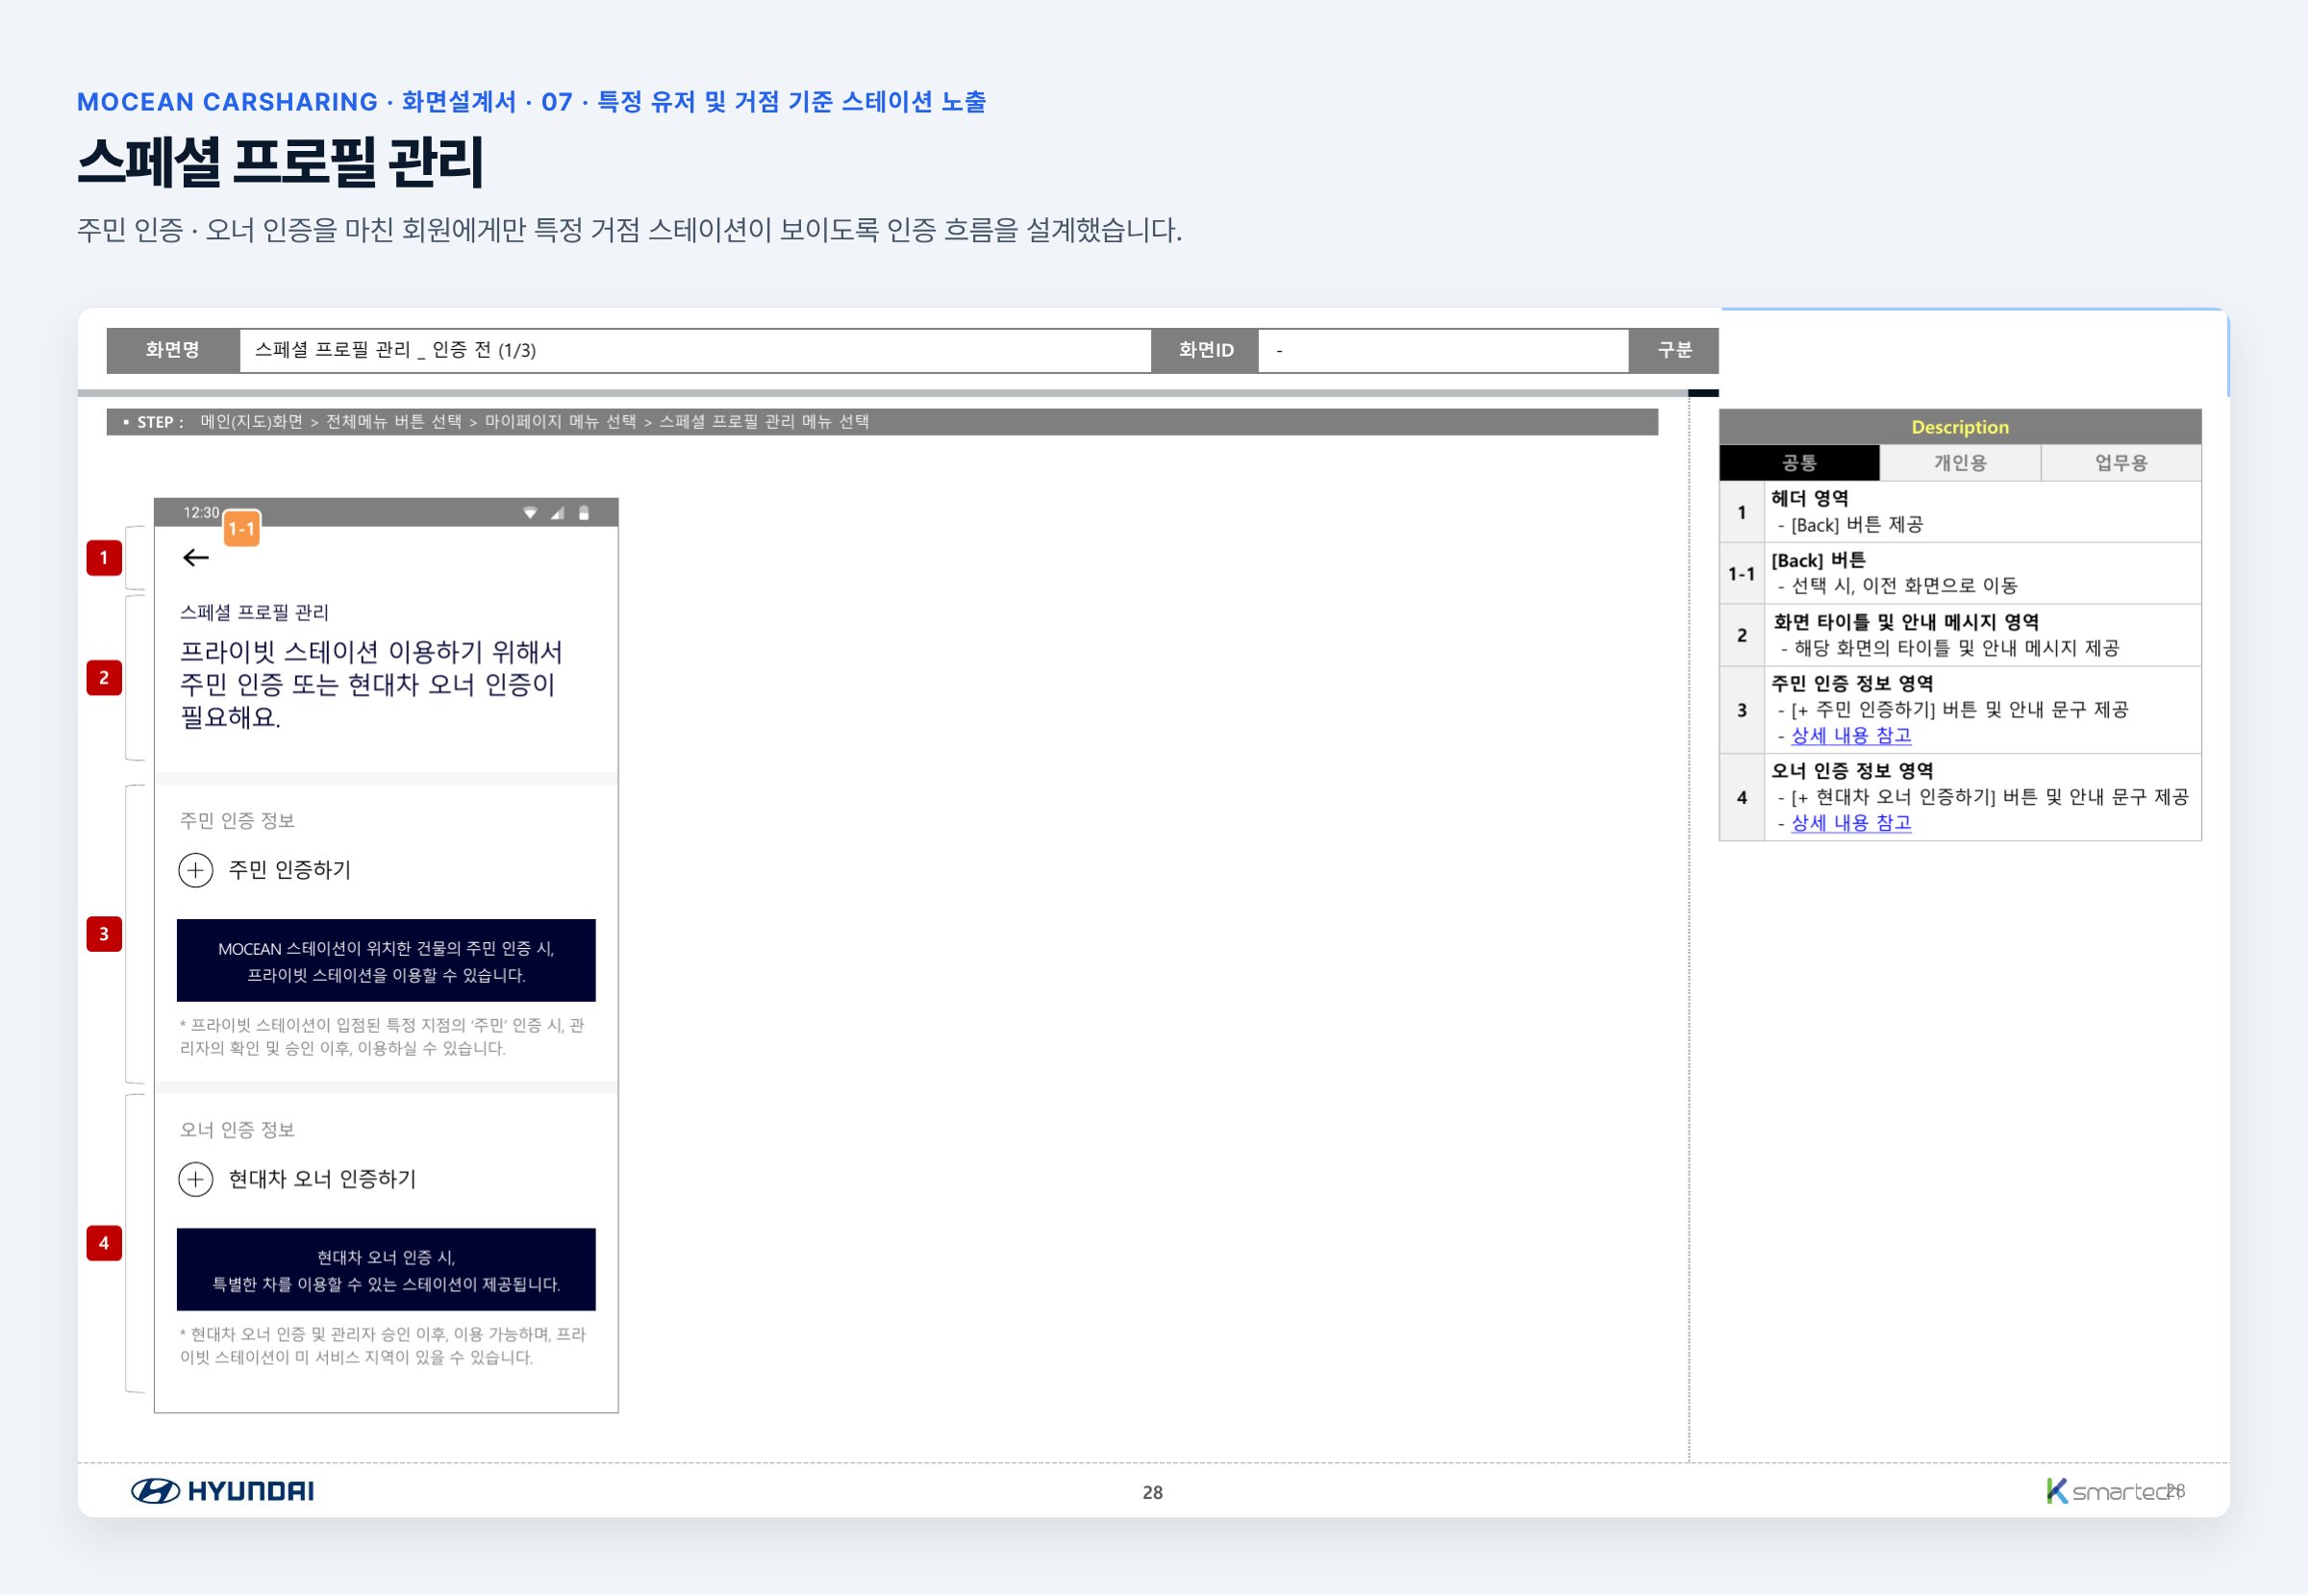 MOCEAN CARSHARING · 화면설계서 · 07 · 특정 유저 및 거점 기준 스테이션 노출
스페셜 프로필 관리
주민 인증 · 오너 인증을 마친 회원에게만 특정 거점 스테이션이 보이도록 인증 흐름을 설계했습니다.
화면명 스페셜 프로필 관리 _ 인증 전 (1/3) 화면ID - 구분
▪ STEP : 메인(지도)화면 > 전체메뉴 버튼 선택 > 마이페이지 메뉴 선택 > 스페셜 프로필 관리 메뉴 선택
12:30
1-1
1
2
스페셜 프로필 관리
프라이빗 스테이션 이용하기 위해서
주민 인증 또는 현대차 오너 인증이
필요해요.
3
주민 인증 정보
주민 인증하기
MOCEAN 스테이션이 위치한 건물의 주민 인증 시,
프라이빗 스테이션을 이용할 수 있습니다.
* 프라이빗 스테이션이 입점된 특정 지점의 ‘주민’ 인증 시, 관
리자의 확인 및 승인 이후, 이용하실 수 있습니다.
4
오너 인증 정보
현대차 오너 인증하기
현대차 오너 인증 시,
특별한 차를 이용할 수 있는 스테이션이 제공됩니다.
* 현대차 오너 인증 및 관리자 승인 이후, 이용 가능하며, 프라
이빗 스테이션이 미 서비스 지역이 있을 수 있습니다.
Description
공통 개인용 업무용
1 헤더 영역
- [Back] 버튼 제공
1-1 [Back] 버튼
- 선택 시, 이전 화면으로 이동
2 화면 타이틀 및 안내 메시지 영역
- 해당 화면의 타이틀 및 안내 메시지 제공
3 주민 인증 정보 영역
- [+ 주민 인증하기] 버튼 및 안내 문구 제공
- 상세 내용 참고
4 오너 인증 정보 영역
- [+ 현대차 오너 인증하기] 버튼 및 안내 문구 제공
- 상세 내용 참고
HYUNDAI
28
Ksmartech
28